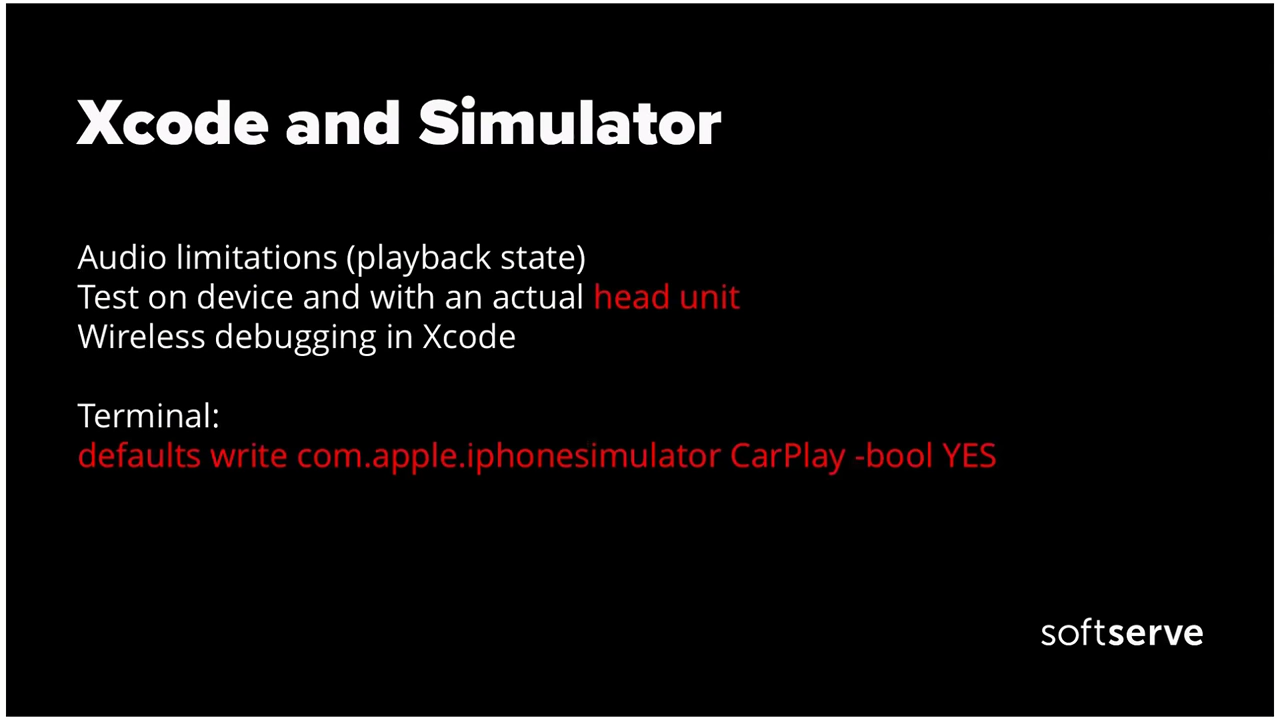 Xcode and Simulator
Audio limitations (playback state)
Test on device and with an actual head unit
Wireless debugging in Xcode
Terminal:
defaults write com.apple.iphonesimulator CarPlay -bool YES
softserve